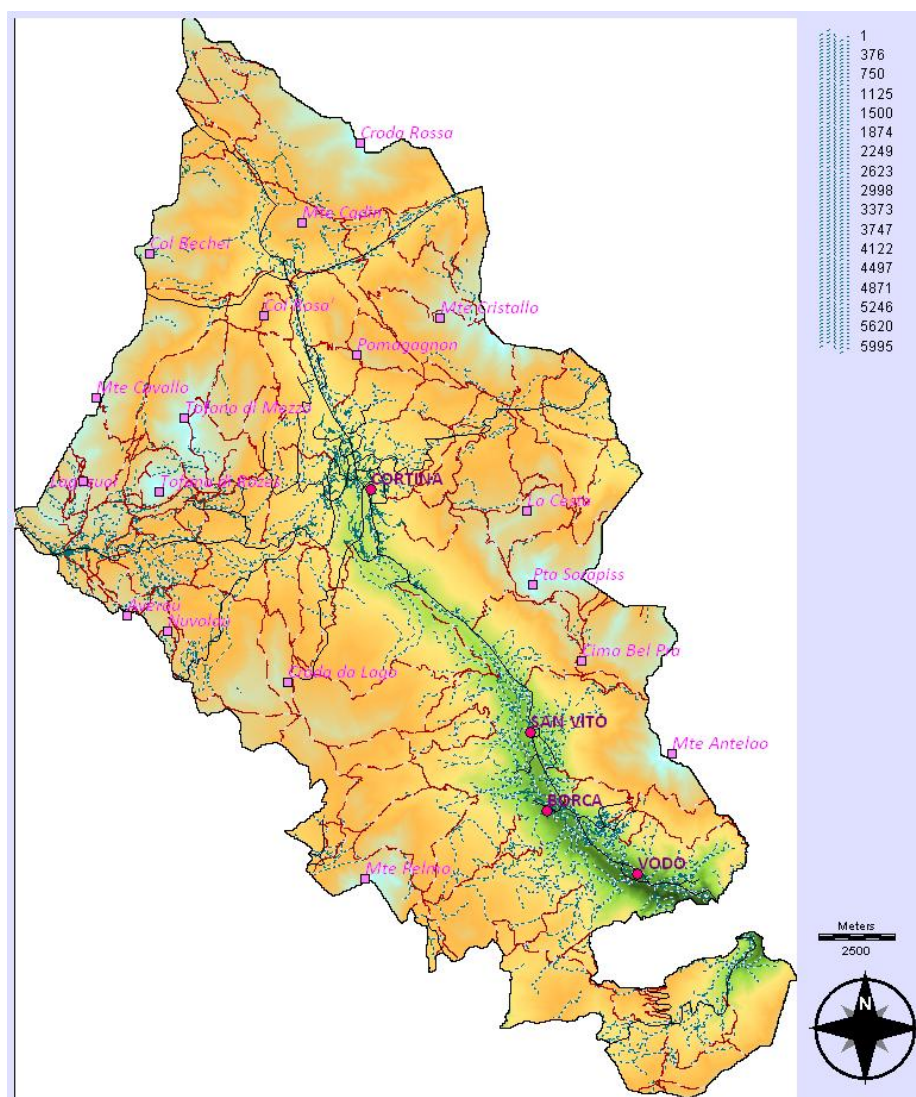 1
376
750
1125
1500
1874
2249
2623
2998
3373
3747
4122
4497
4871
5246
5620
5995
Croda Rossa
Mte Cadin
Col Bechei
Col Rosa'
Mte Cristallo
Pomagagnon
Mte Cavallo
Tofana di Mezzo
Lagazuoi
Tofana di Rozes
CORTINA
La Cesta
Pta Sorapiss
Averau
Nuvolau
Cima Bel Pra
Croda da Lago
SAN VITO
Mte Antelao
BORCA
VODO
Mte Pelmo
Meters
2500
N